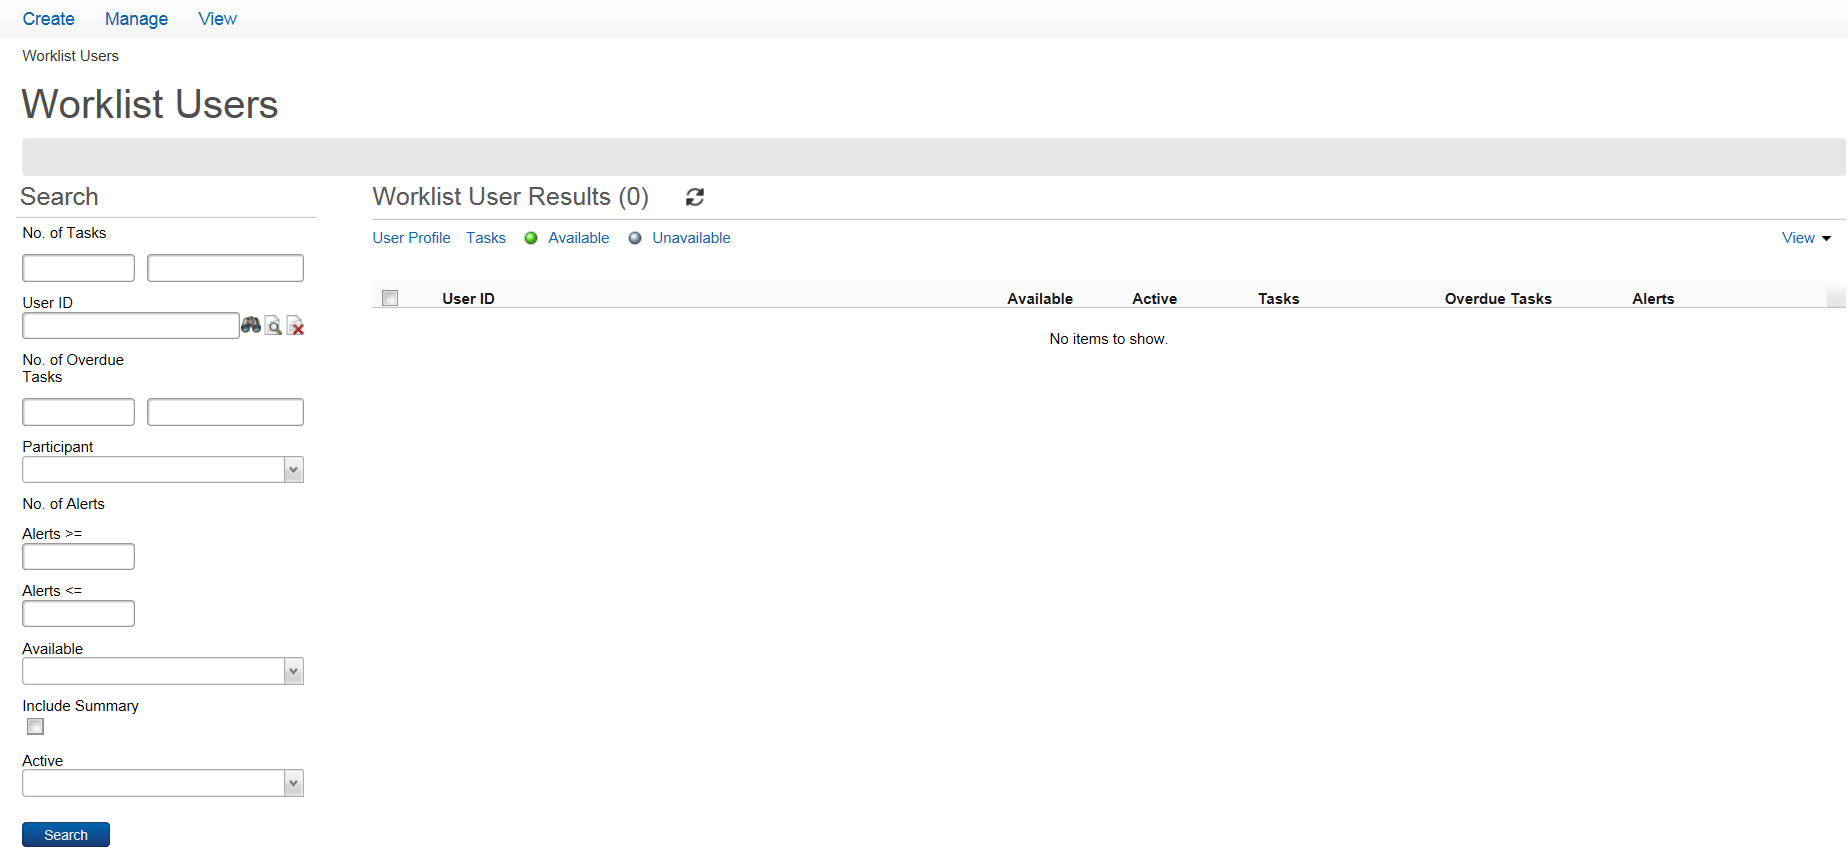 Create Manage View
Worklist Users
Worklist Users
Search
No. of Tasks
User ID
No. of Overdue
Tasks
Participant
No. of Alerts
Alerts >=
Alerts <=
Available
Include Summary
Active
Search
Worklist User Results (0)
User Profile Tasks Available Unavailable View
User ID Available Active Tasks Overdue Tasks Alerts
No items to show.